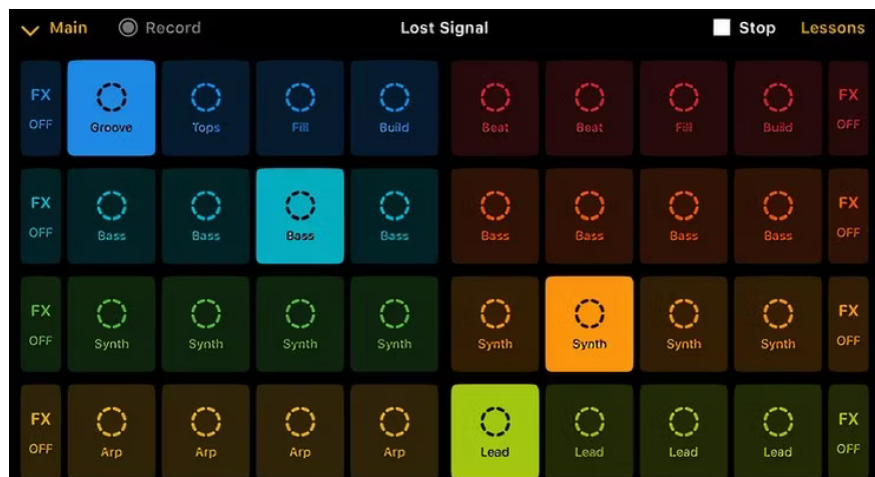 Main Record Lost Signal Stop Lessons
FX Groove Tops Fill Build Beat Beat Fill Build FX
OFF OFF
FX Bass Bass Bass Bass Bass Bass Bass Bass FX
OFF OFF
FX Synth Synth Synth Synth Synth Synth Synth Synth FX
OFF OFF
FX Arp Arp Arp Arp Lead Lead Lead Lead FX
OFF OFF